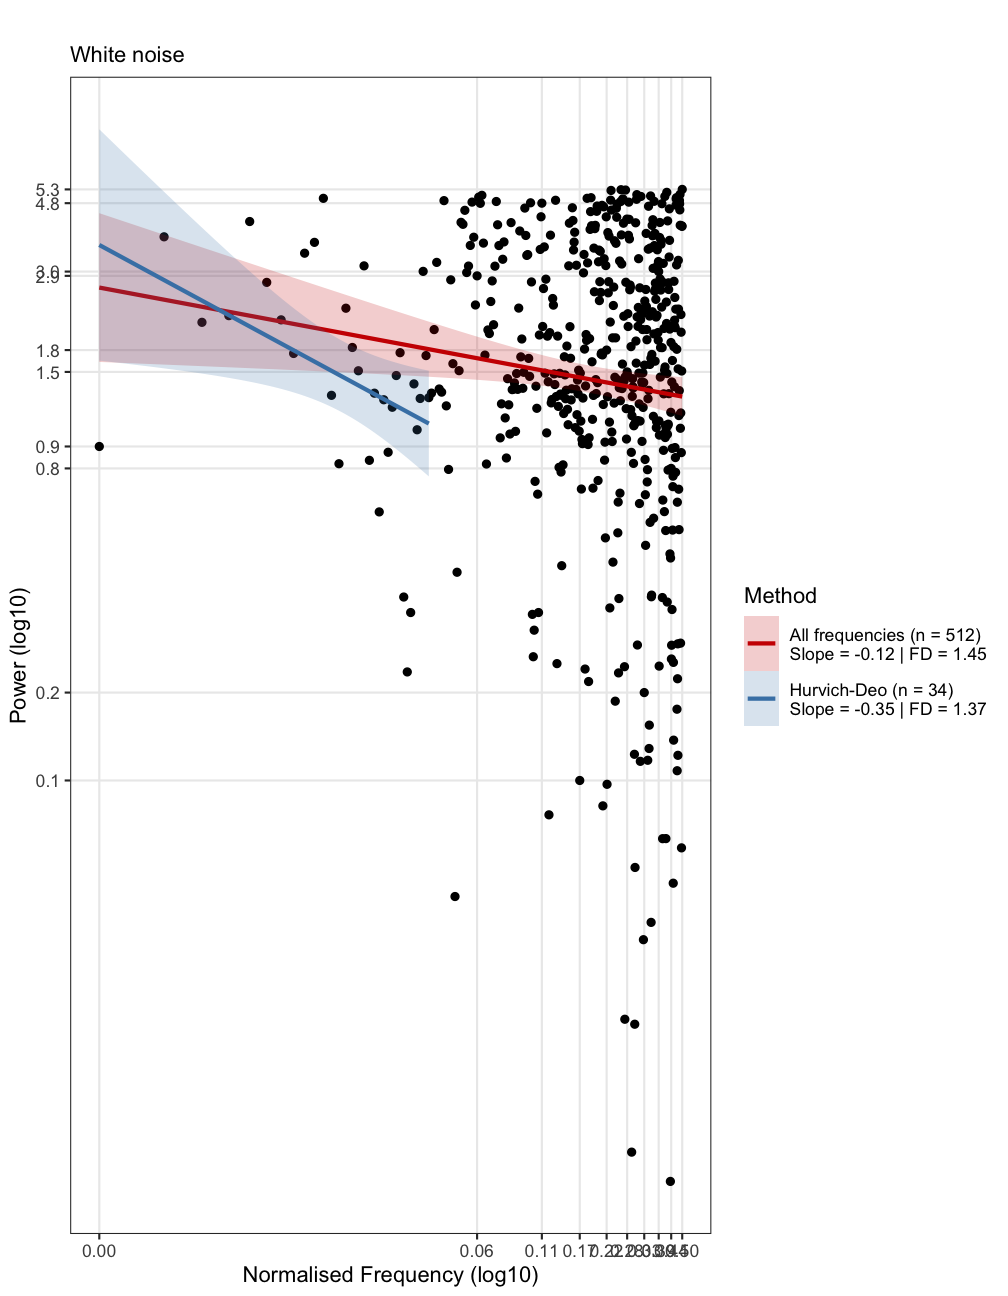 White noise
5.3
4.8
2.9
1.8
1.5
0.9
0.8
0.2
0.1
Power (log10)
0.00
0.06
0.11
0.17
Normalised Frequency (log10)
Method
All frequencies (n = 512)
Slope = -0.12 | FD = 1.45
Hurvich-Deo (n = 34)
Slope = -0.35 | FD = 1.37